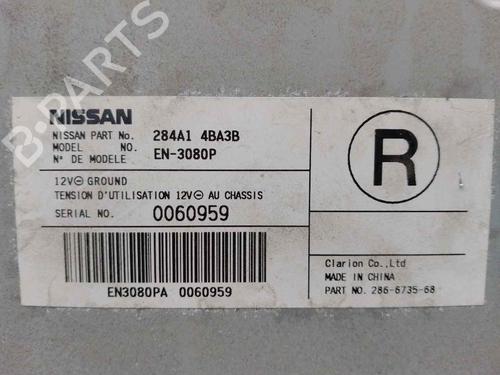 B-PARTS
NISSAN
NISSAN PART No. 284A1 4BA3B
MODEL NO. EN-3080P
N° DE MODELE
12V⊖ GROUND
TENSION D'UTILISATION 12V⊖ AU CHASSIS
SERIAL NO. 0060959
EN3080PA 0060959
R
Clarion Co.,Ltd
MADE IN CHINA
PART NO. 286-6735-68